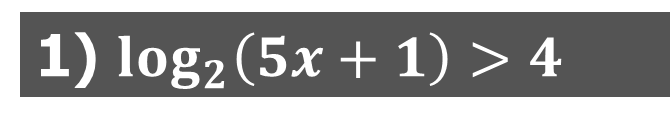 1) log₂(5x + 1) > 4